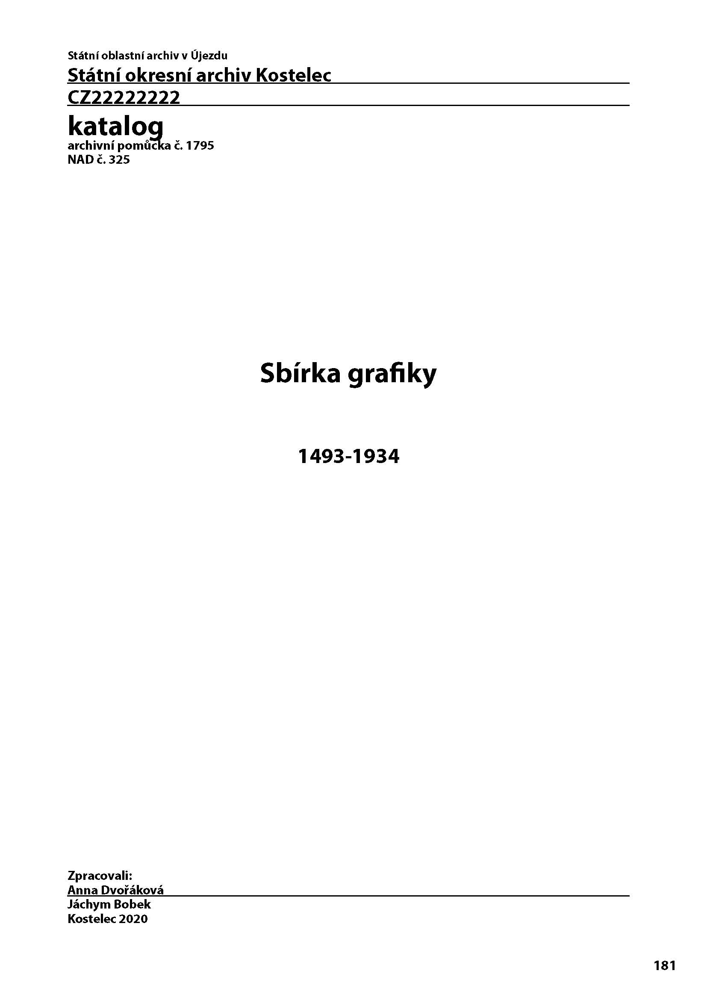 Státní oblastní archiv v Újezdu
Státní okresní archiv Kostelec
CZ22222222
katalog
archivní pomůcka č. 1795
NAD č. 325
Sbírka grafiky
1493-1934
Zpracovali:
Anna Dvořáková
Jáchym Bobek
Kostelec 2020
181